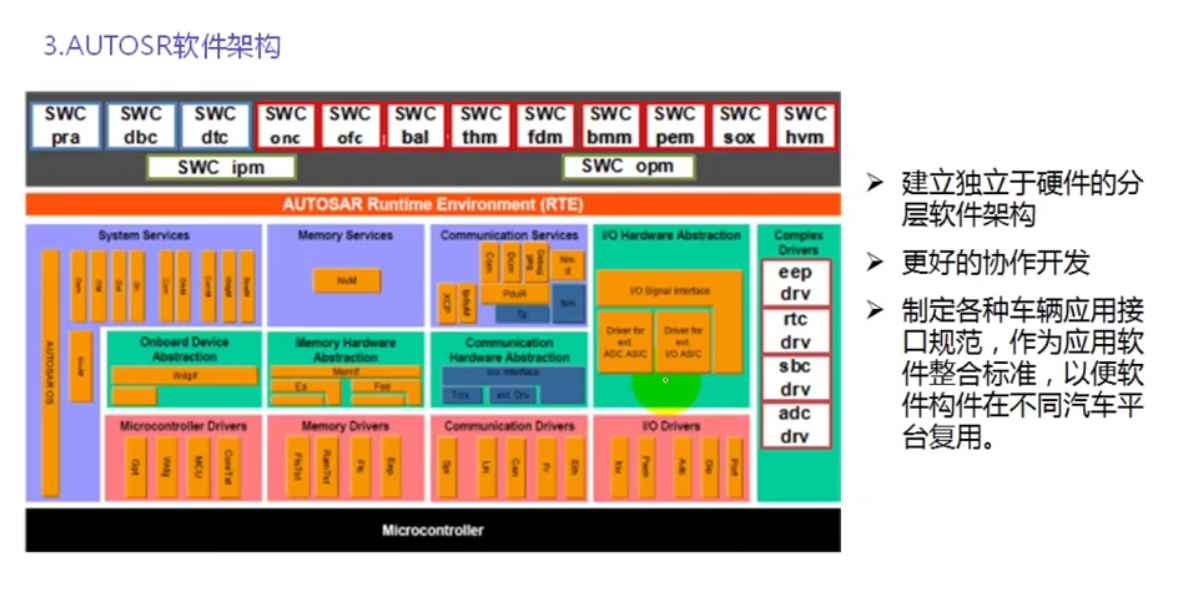 3.AUTOSR软件架构
SWC pra
SWC dbc
SWC dtc
SWC onc
SWC ofc
SWC bal
SWC thm
SWC fdm
SWC bmm
SWC pem
SWC sox
SWC hvm
SWC ipm
SWC opm
AUTOSAR Runtime Environment (RTE)
System Services
AUTOSAR OS
Memory Services
NvM
Communication Services
Com
Dcm
Debugging
Nm If
XCP
IpduM
PduR
Nm
Tp
I/O Hardware Abstraction
I/O Signal Interface
Driver for ext. ADC ASIC
Driver for ext. I/O ASIC
Complex Drivers
eep drv
rtc drv
sbc drv
adc drv
Onboard Device Abstraction
WdgIf
Memory Hardware Abstraction
MemIf
Ea
Fee
Communication Hardware Abstraction
Trcv
ext. Drv
Microcontroller Drivers
Gpt
Wdg
MCU
CoreTst
Memory Drivers
FlsTst
RamTst
Fls
Eep
Communication Drivers
Spi
Lin
Can
Fr
Eth
I/O Drivers
Icu
Pwm
Adc
Dio
Port
Microcontroller
建立独立于硬件的分
层软件架构
更好的协作开发
制定各种车辆应用接
口规范，作为应用软
件整合标准，以便软
件构件在不同汽车平
台复用。